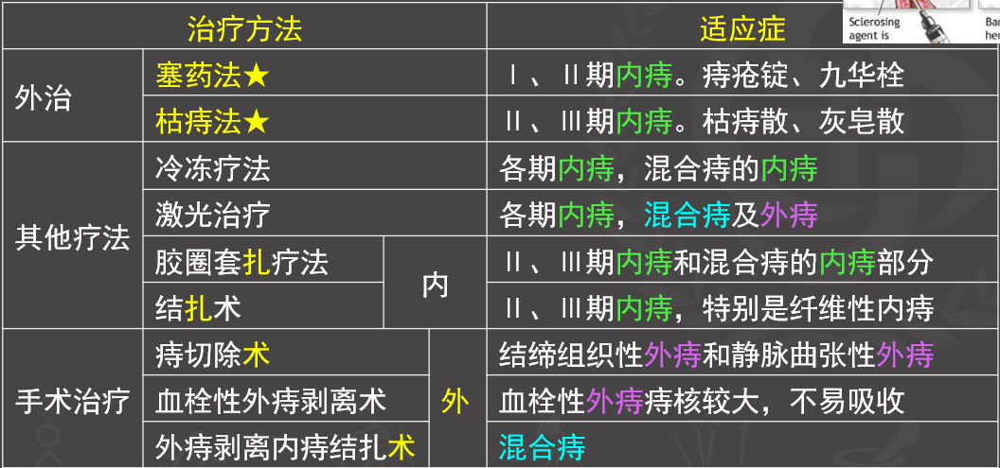 治疗方法 适应症
Sclerosing
agent is
Ba
her
外治
塞药法★ Ⅰ、Ⅱ期内痔。痔疮锭、九华栓
枯痔法★ Ⅱ、Ⅲ期内痔。枯痔散、灰皂散
其他疗法
冷冻疗法 各期内痔，混合痔的内痔
激光治疗 各期内痔，混合痔及外痔
胶圈套扎疗法 内 Ⅱ、Ⅲ期内痔和混合痔的内痔部分
结扎术 Ⅱ、Ⅲ期内痔，特别是纤维性内痔
手术治疗
痔切除术 外 结缔组织性外痔和静脉曲张性外痔
血栓性外痔剥离术 血栓性外痔痔核较大，不易吸收
外痔剥离内痔结扎术 混合痔